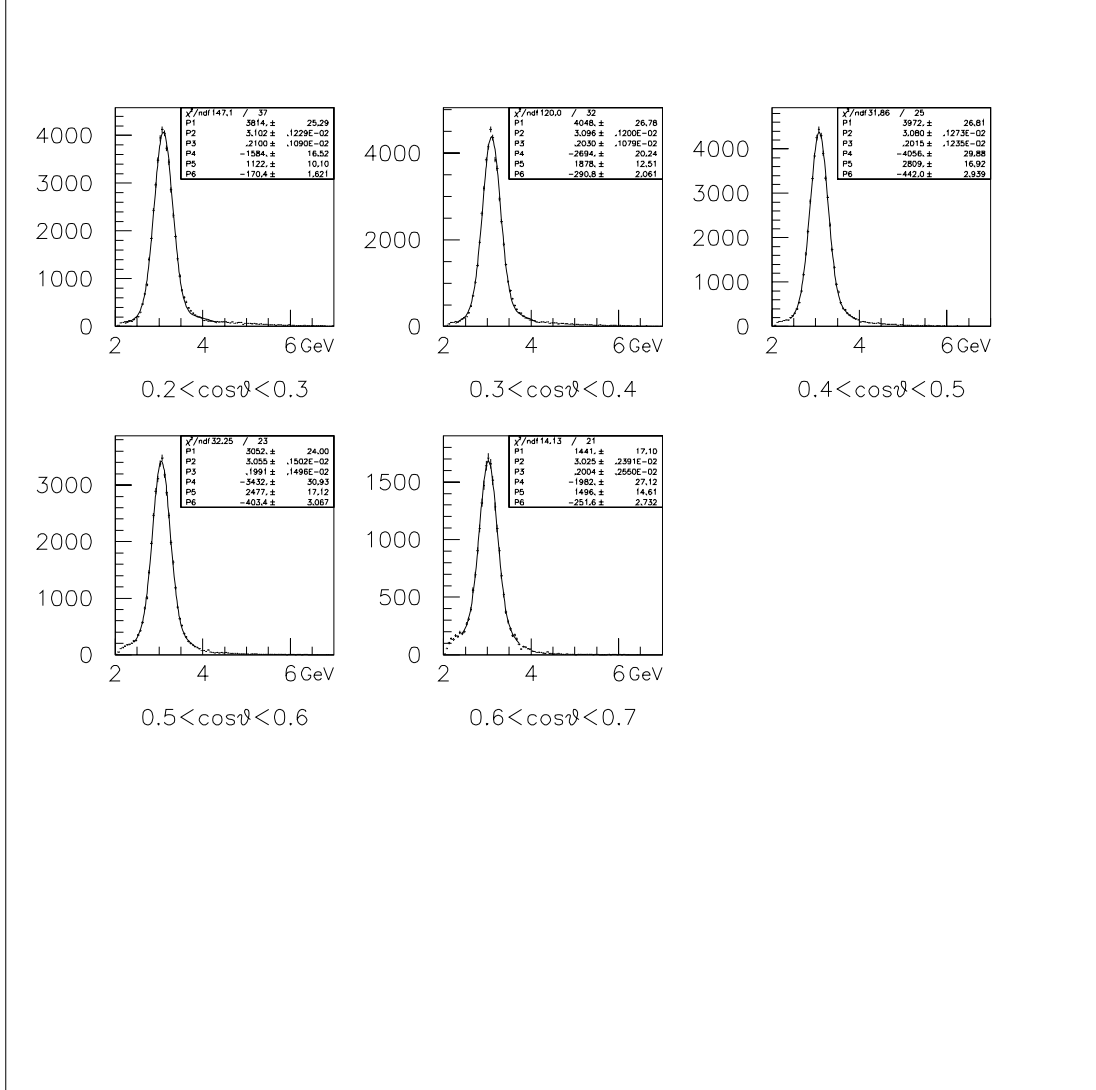 χ²/ndf 147.1 / 37
P1 3814. ± 25.29
P2 3.102 ± .1229E-02
P3 .2100 ± .1090E-02
P4 -1584. ± 16.52
P5 1122. ± 10.10
P6 -170.4 ± 1.621
4000
3000
2000
1000
0
2 4 6 GeV
0.2<cosϑ<0.3
χ²/ndf 120.0 / 32
P1 4048. ± 26.78
P2 3.096 ± .1200E-02
P3 .2030 ± .1079E-02
P4 -2694. ± 20.24
P5 1878. ± 12.51
P6 -290.8 ± 2.061
4000
2000
0
2 4 6 GeV
0.3<cosϑ<0.4
χ²/ndf 31.86 / 25
P1 3972. ± 26.81
P2 3.080 ± .1273E-02
P3 .2015 ± .1235E-02
P4 -4056. ± 29.88
P5 2809. ± 16.92
P6 -442.0 ± 2.939
4000
3000
2000
1000
0
2 4 6 GeV
0.4<cosϑ<0.5
χ²/ndf 32.25 / 23
P1 3052. ± 24.00
P2 3.055 ± .1502E-02
P3 .1991 ± .1496E-02
P4 -3432. ± 30.93
P5 2477. ± 17.12
P6 -403.4 ± 3.067
3000
2000
1000
0
2 4 6 GeV
0.5<cosϑ<0.6
χ²/ndf 14.13 / 21
P1 1441. ± 17.10
P2 3.025 ± .2391E-02
P3 .2004 ± .2550E-02
P4 -1982. ± 27.12
P5 1496. ± 14.61
P6 -251.6 ± 2.732
1500
1000
500
0
2 4 6 GeV
0.6<cosϑ<0.7